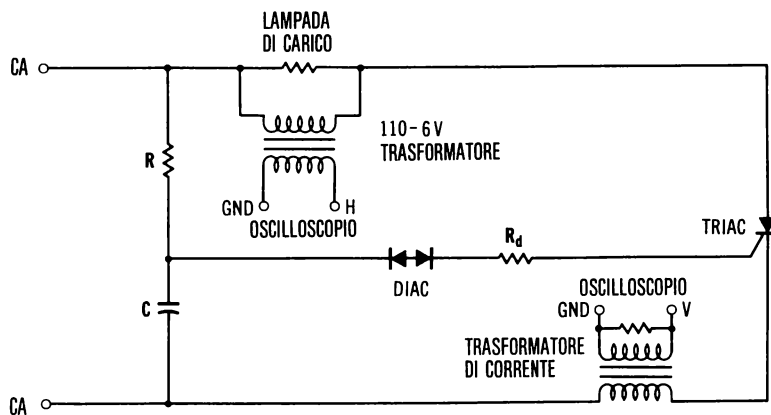 LAMPADA
DI CARICO
CA
110-6V
TRASFORMATORE
R
GND
H
OSCILLOSCOPIO
TRIAC
Rd
DIAC
OSCILLOSCOPIO
GND
V
C
TRASFORMATORE
DI CORRENTE
CA